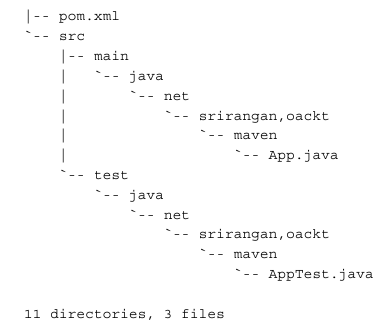 |-- pom.xml
`-- src
    |-- main
    |   `-- java
    |       `-- net
    |           `-- srirangan,oackt
    |               `-- maven
    |                   `-- App.java
    `-- test
        `-- java
            `-- net
                `-- srirangan,oackt
                    `-- maven
                        `-- AppTest.java

11 directories, 3 files